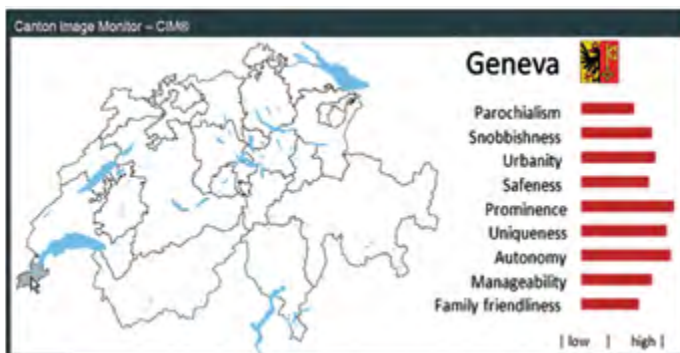 Canton Image Monitor – CIM®
Geneva
Parochialism
Snobbishness
Urbanity
Safeness
Prominence
Uniqueness
Autonomy
Manageability
Family friendliness
| low | high |